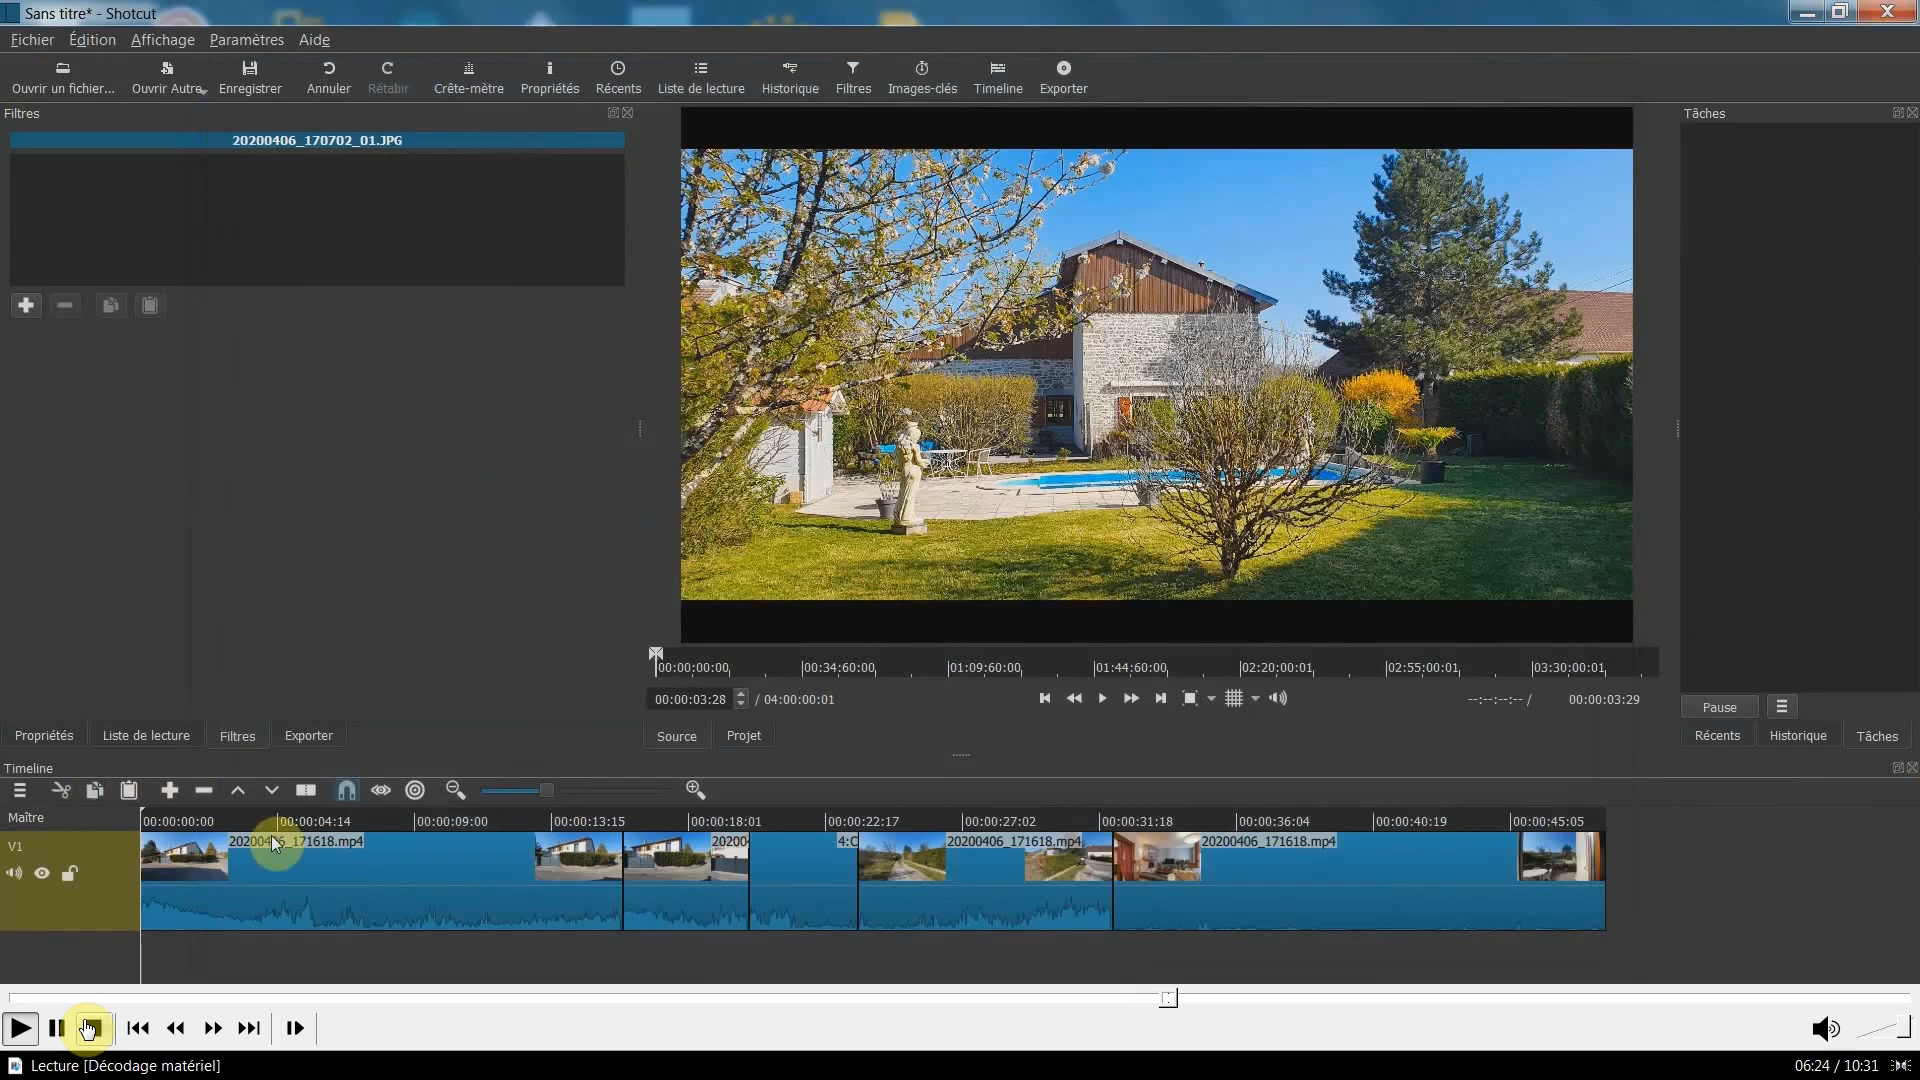 Sans titre* - Shotcut
Fichier Édition Affichage Paramètres Aide
Ouvrir un fichier... Ouvrir Autre Enregistrer Annuler Rétabir Crête-mètre Propriétés Récents Liste de lecture Historique Filtres Images-clés Timeline Exporter
Filtres
Tâches
20200406_170702_01.JPG
00:00:00:00 00:34:60:00 01:09:60:00 01:44:60:00 02:20:00:01 02:55:00:01 03:30:00:01
00:00:03:28 / 04:00:00:01 --:--:--:-- / 00:00:03:29
Pause
Propriétés Liste de lecture Filtres Exporter
Source Projet
Récents Historique Tâches
Timeline
Maître
00:00:00:00 00:00:04:14 00:00:09:00 00:00:13:15 00:00:18:01 00:00:22:17 00:00:27:02 00:00:31:18 00:00:36:04 00:00:40:19 00:00:45:05
V1
20200406_171618.mp4 202004 4:C 20200406_171618.mp4 20200406_171618.mp4
Lecture [Décodage matériel]
06:24 / 10:31